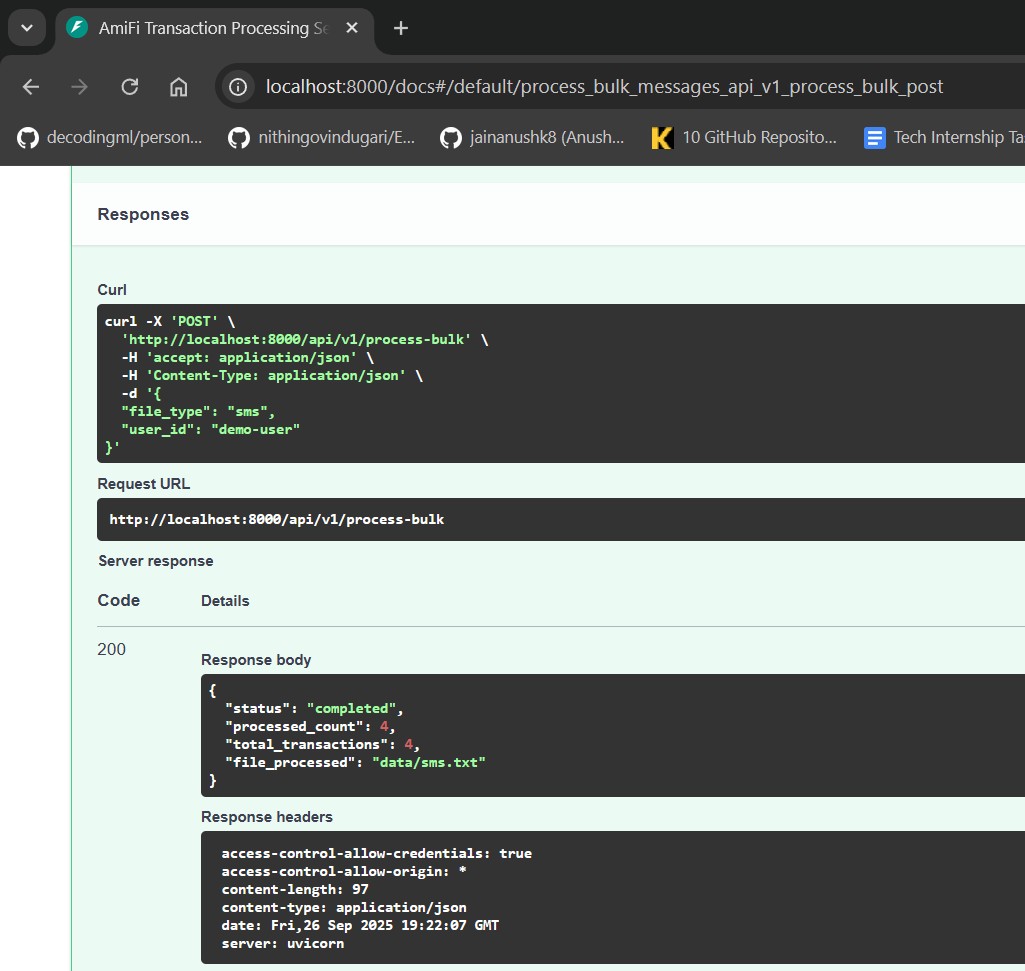 AmiFi Transaction Processing Se
localhost:8000/docs#/default/process_bulk_messages_api_v1_process_bulk_post
decodingml/person...
nithingovindugari/E...
jainanushk8 (Anush...
10 GitHub Reposito...
Tech Internship Tas
Responses
Curl
curl -X 'POST' \
  'http://localhost:8000/api/v1/process-bulk' \
  -H 'accept: application/json' \
  -H 'Content-Type: application/json' \
  -d '{
  "file_type": "sms",
  "user_id": "demo-user"
}'
Request URL
http://localhost:8000/api/v1/process-bulk
Server response
Code Details
200
Response body
{
  "status": "completed",
  "processed_count": 4,
  "total_transactions": 4,
  "file_processed": "data/sms.txt"
}
Response headers
access-control-allow-credentials: true
access-control-allow-origin: *
content-length: 97
content-type: application/json
date: Fri,26 Sep 2025 19:22:07 GMT
server: uvicorn